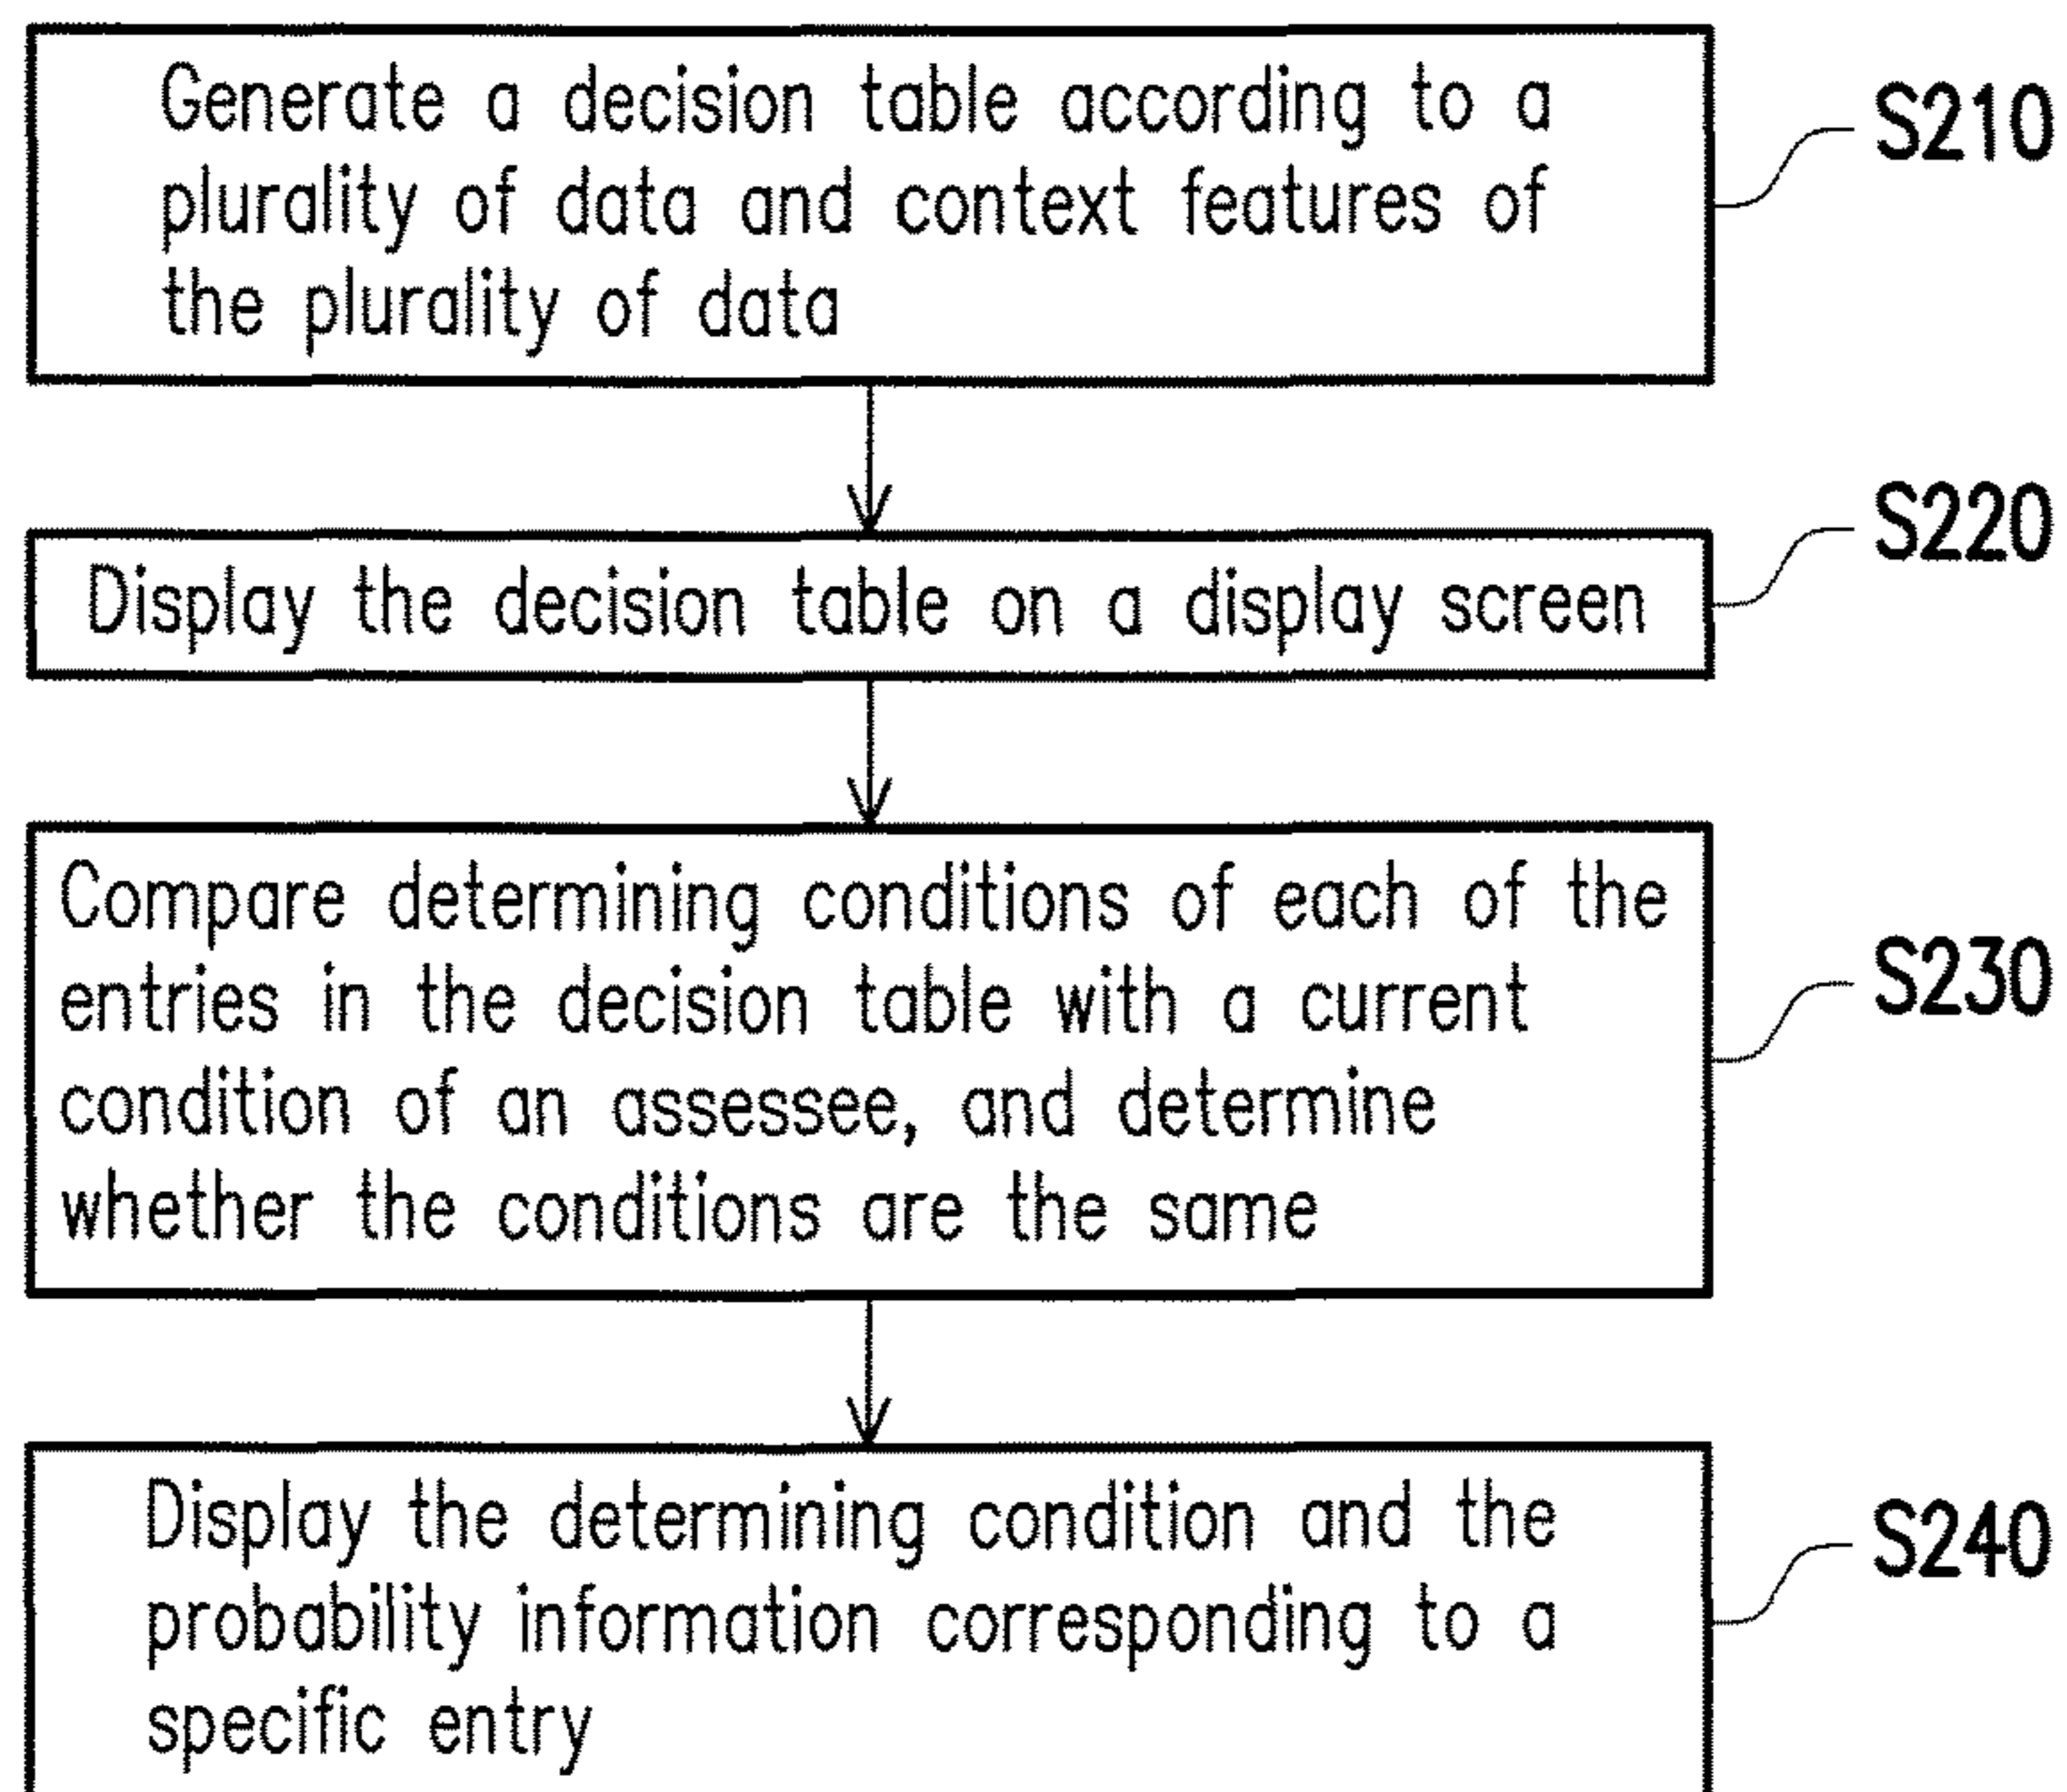 Generate a decision table according to a
plurality of data and context features of
the plurality of data
S210
Display the decision table on a display screen
S220
Compare determining conditions of each of the
entries in the decision table with a current
condition of an assessee, and determine
whether the conditions are the same
S230
Display the determining condition and the
probability information corresponding to a
specific entry
S240